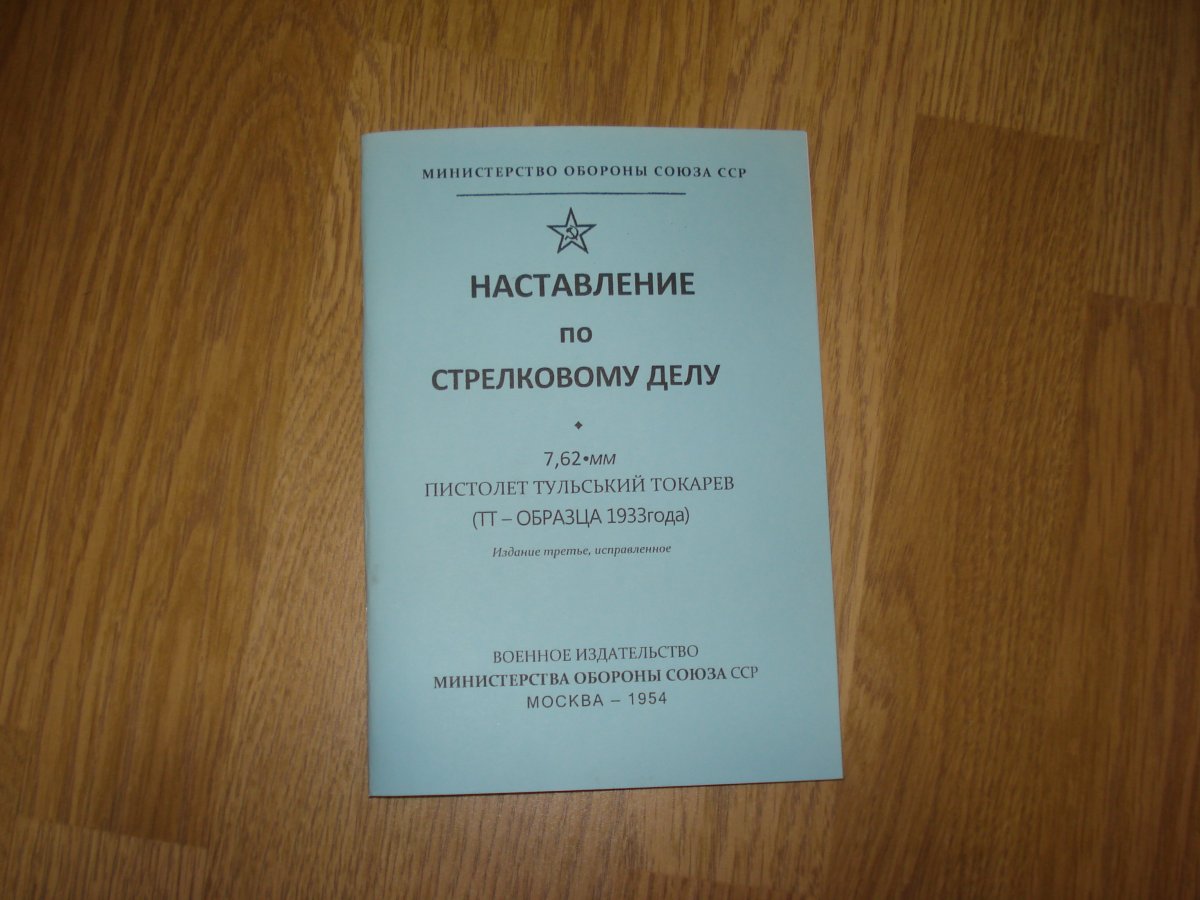 МИНИСТЕРСТВО ОБОРОНЫ СОЮЗА ССР
НАСТАВЛЕНИЕ
ПО
СТРЕЛКОВОМУ ДЕЛУ
7,62•мм
ПИСТОЛЕТ ТУЛЬСЬКИЙ ТОКАРЕВ
(ТТ – ОБРАЗЦА 1933года)
Издание третье, исправленное
ВОЕННОЕ ИЗДАТЕЛЬСТВО
МИНИСТЕРСТВА ОБОРОНЫ СОЮЗА ССР
МОСКВА – 1954